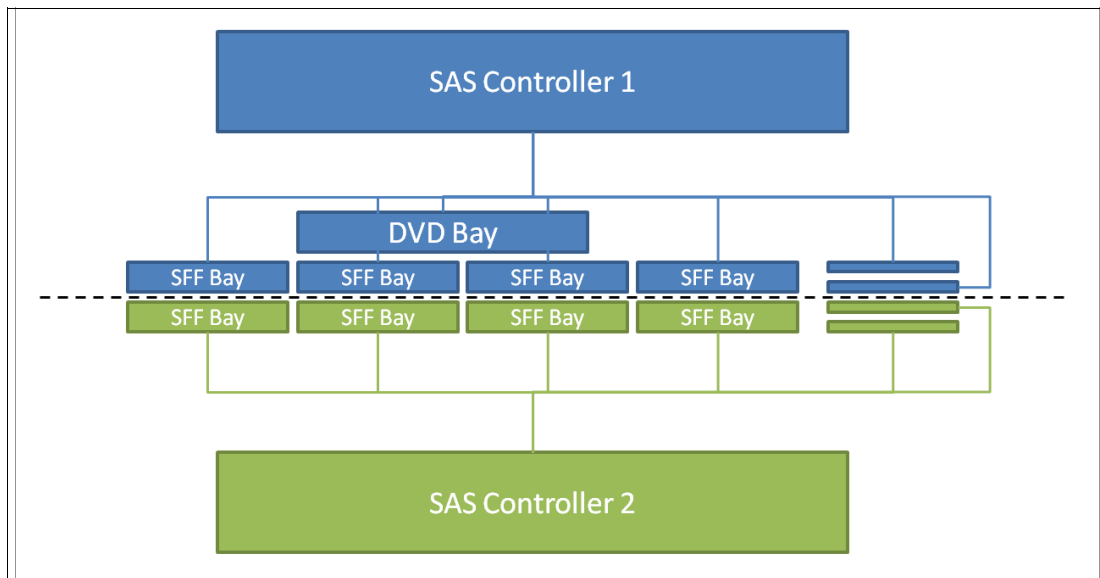 SAS Controller 1
DVD Bay
SFF Bay SFF Bay SFF Bay SFF Bay
SFF Bay SFF Bay SFF Bay SFF Bay
SAS Controller 2